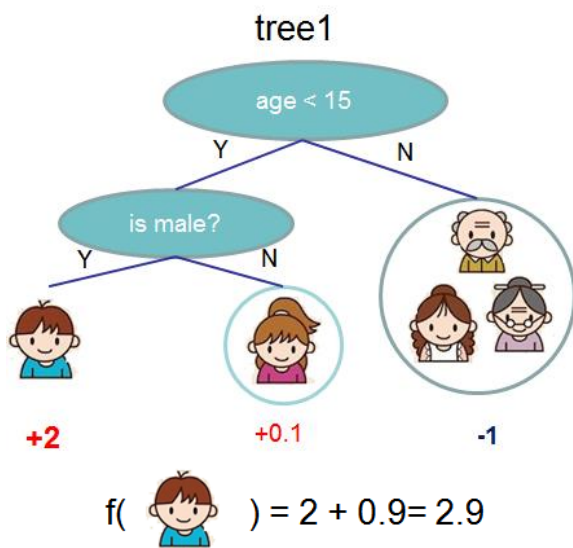 tree1
age < 15
Y
N
is male?
Y
N
+2
+0.1
-1
f( ) = 2 + 0.9= 2.9